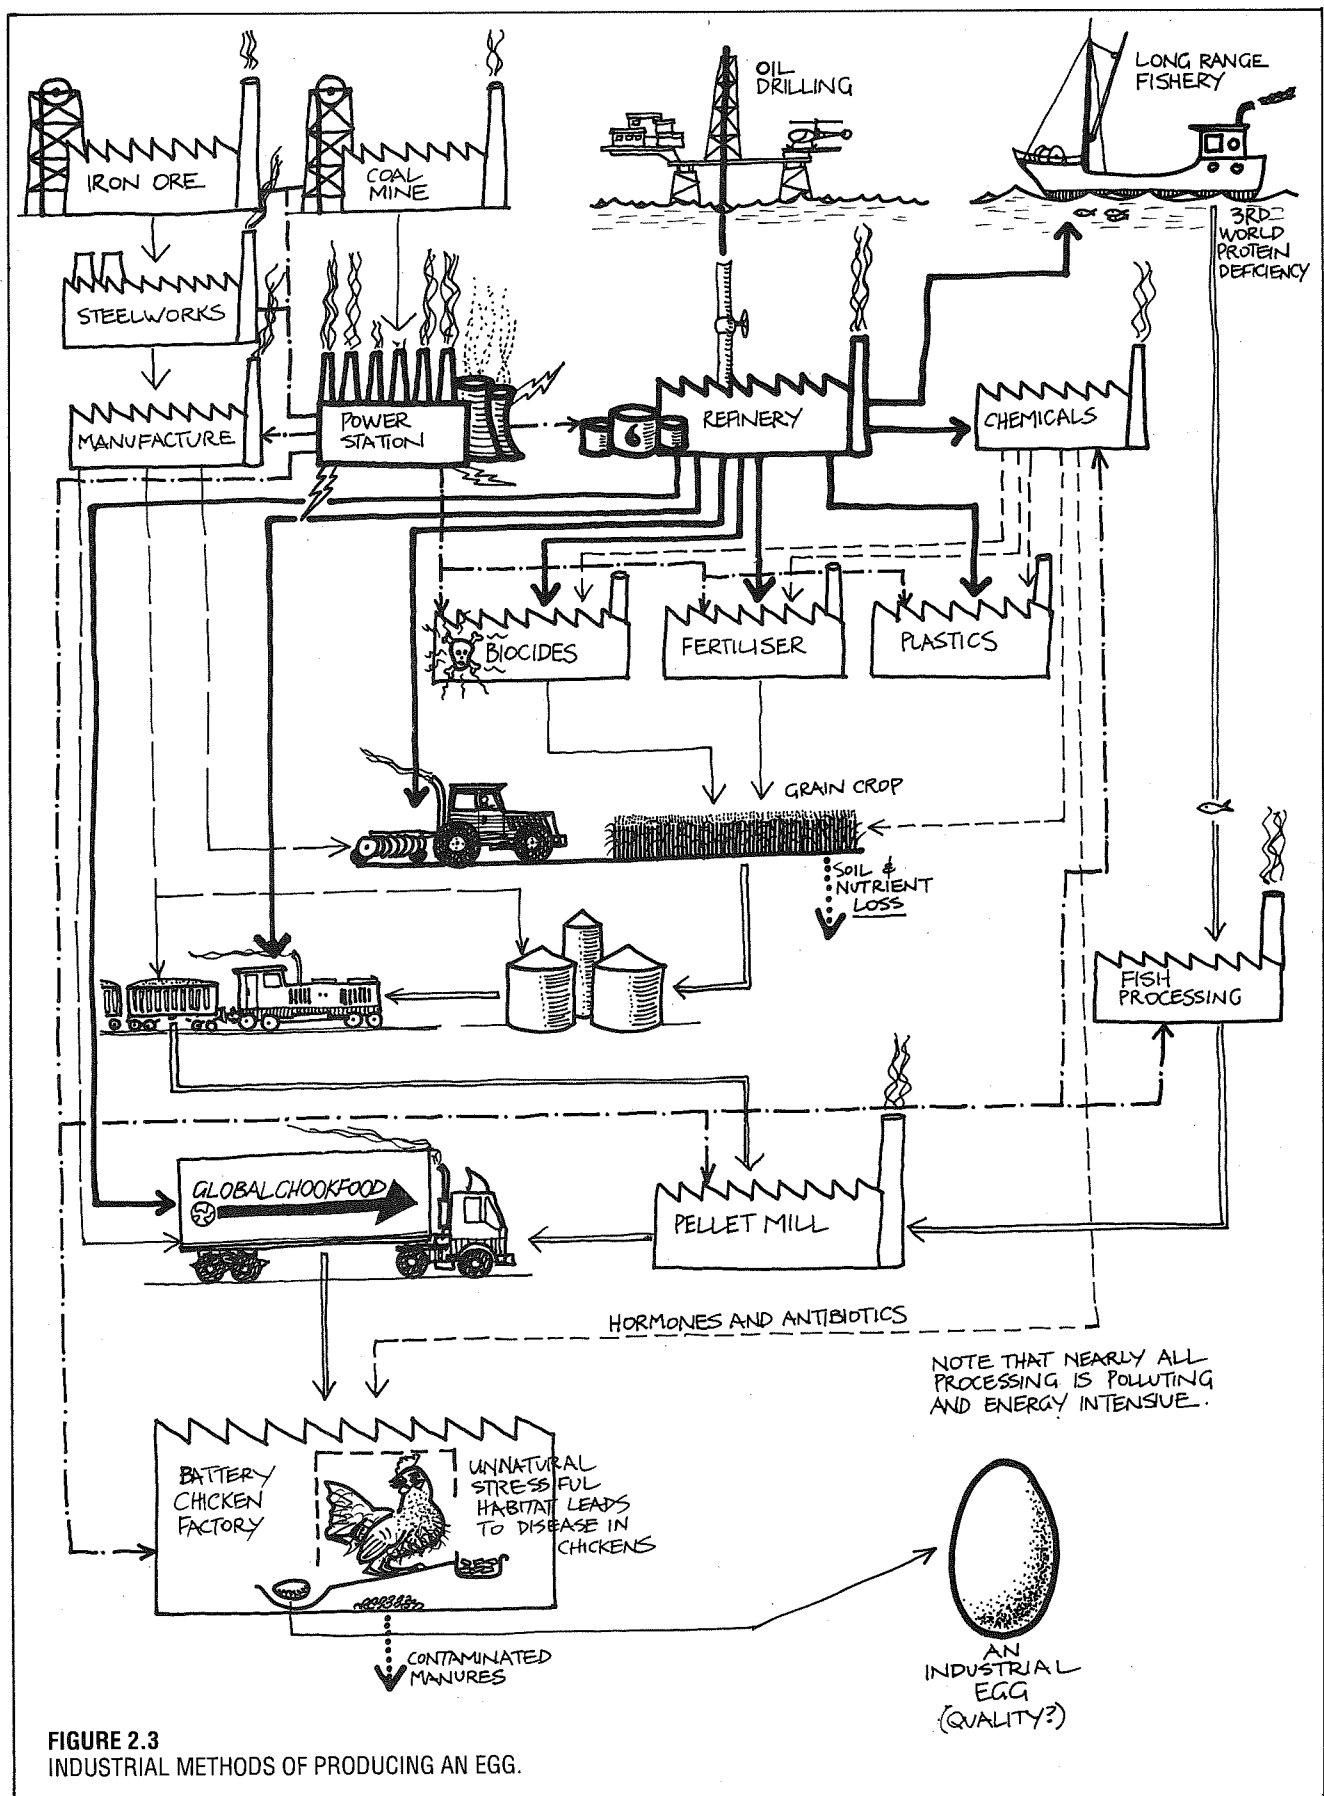 IRON ORE
COAL
MINE
OIL
DRILLING
LONG RANGE
FISHERY
3RD
WORLD
PROTEIN
DEFICIENCY
STEELWORKS
MANUFACTURE
POWER
STATION
REFINERY
CHEMICALS
BIOCIDES
FERTILISER
PLASTICS
GRAIN CROP
SOIL &
NUTRIENT
LOSS
FISH
PROCESSING
GLOBAL CHOOKFOOD
PELLET MILL
HORMONES AND ANTIBIOTICS
NOTE THAT NEARLY ALL
PROCESSING IS POLLUTING
AND ENERGY INTENSIVE.
BATTERY
CHICKEN
FACTORY
UNNATURAL
STRESSFUL
HABITAT LEADS
TO DISEASE IN
CHICKENS
CONTAMINATED
MANURES
AN
INDUSTRIAL
EGG
(QUALITY?)
FIGURE 2.3
INDUSTRIAL METHODS OF PRODUCING AN EGG.